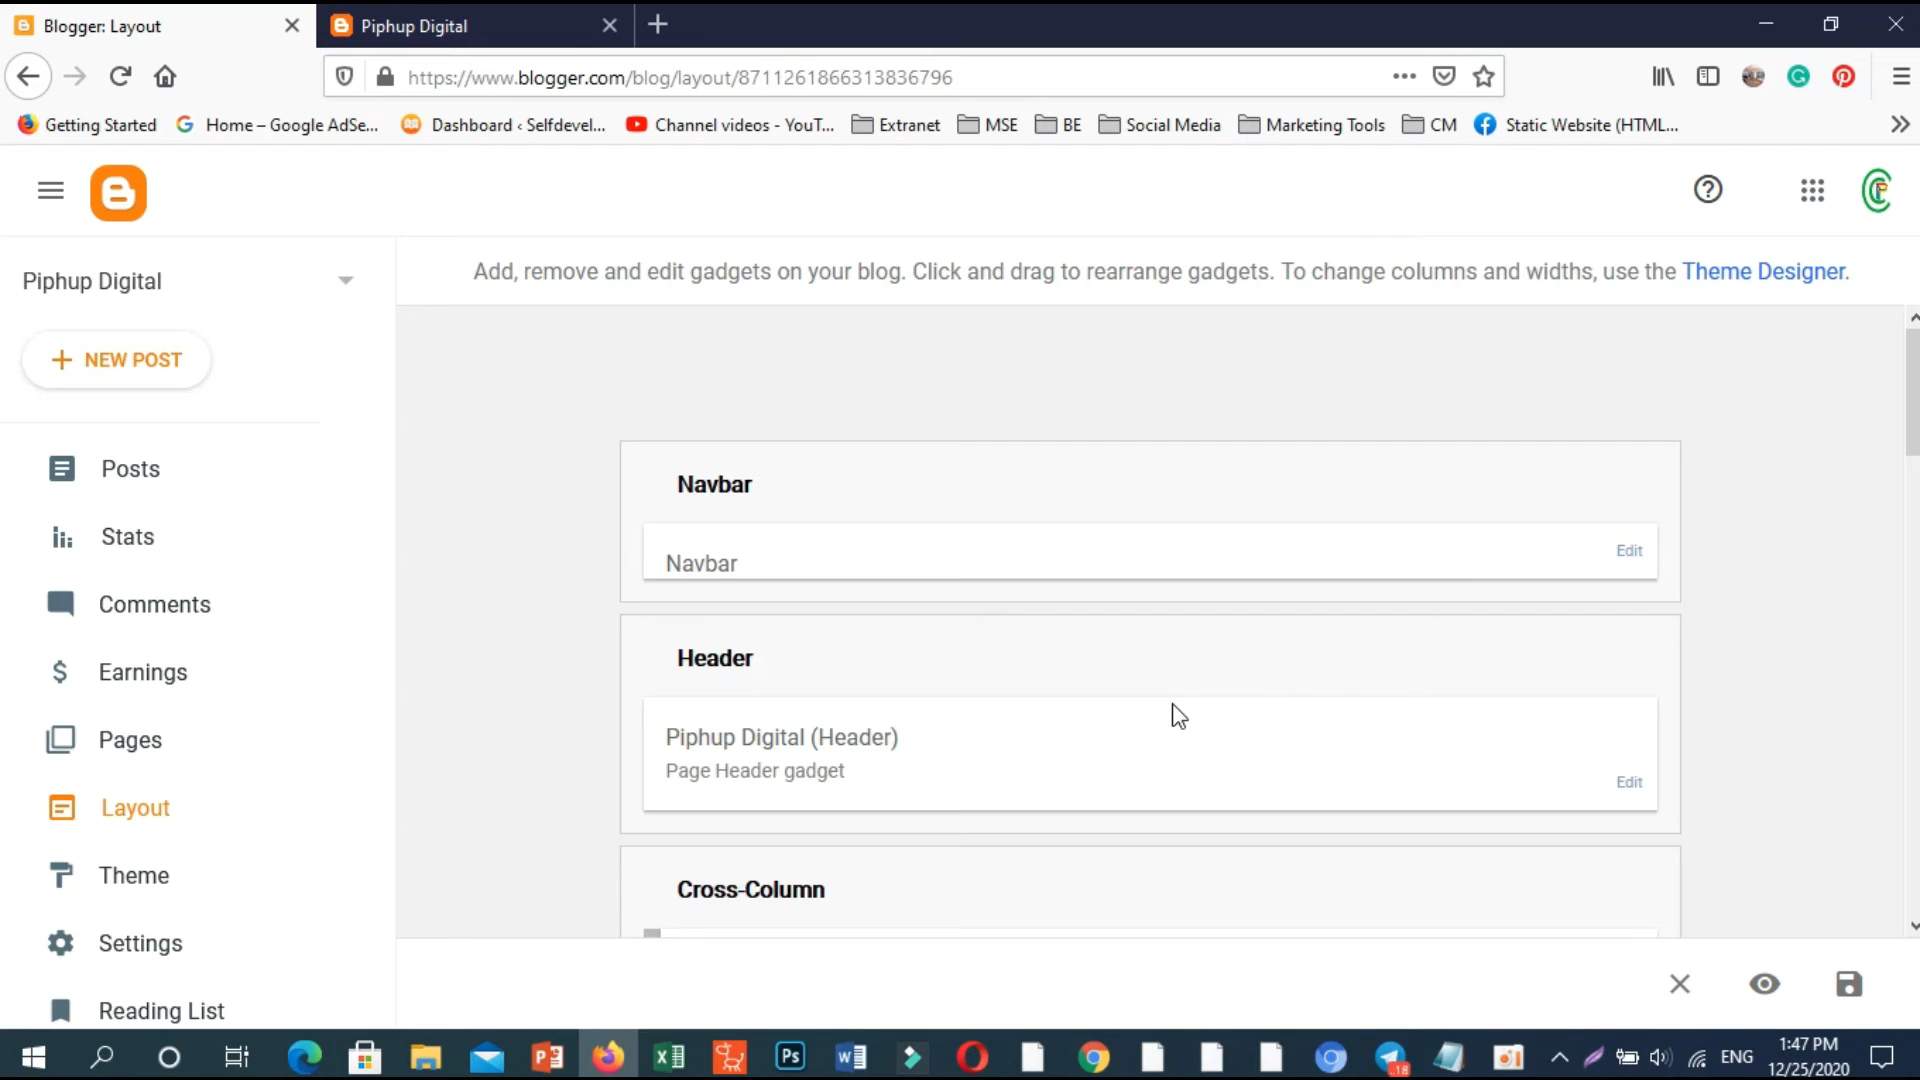 Blogger: Layout
Piphup Digital
https://www.blogger.com/blog/layout/8711261866313836796
Getting Started
Home – Google AdSe...
Dashboard ‹ Selfdevel...
Channel videos - YouT...
Extranet
MSE
BE
Social Media
Marketing Tools
CM
Static Website (HTML...
Piphup Digital
Add, remove and edit gadgets on your blog. Click and drag to rearrange gadgets. To change columns and widths, use the Theme Designer.
NEW POST
Posts
Stats
Comments
Earnings
Pages
Layout
Theme
Settings
Reading List
Navbar
Navbar
Edit
Header
Piphup Digital (Header)
Page Header gadget
Edit
Cross-Column
18
ENG
1:47 PM
12/25/2020